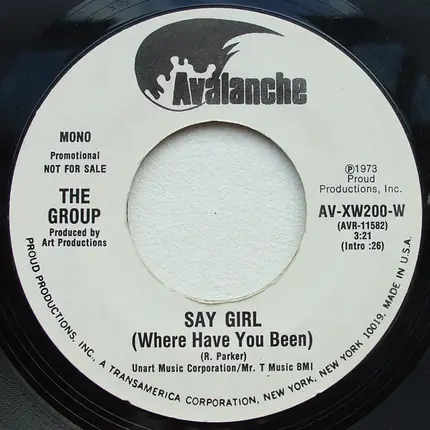 Avalanche
MONO
Promotional
NOT FOR SALE
THE
GROUP
Produced by
Art Productions
℗1973
Proud
Productions, Inc.
AV-XW200-W
(AVR-11582)
3:21
(Intro :26)
SAY GIRL
(Where Have You Been)
(R. Parker)
Unart Music Corporation/Mr. T Music BMI
PROUD PRODUCTIONS, INC., A TRANSAMERICA CORPORATION, NEW YORK, NEW YORK 10019. MADE IN U.S.A.